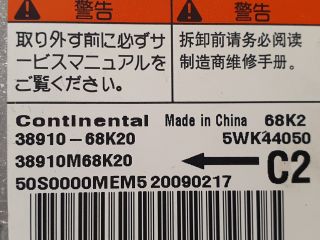 警告
警告
取り外す前に必ずサ
ービスマニュアルを
ご覧ください。
拆卸前请务必阅读
制造商维修手册。
Continental Made in China 68K2
38910-68K20 5WK44050
38910M68K20 C2
50S0000MEM5 20090217